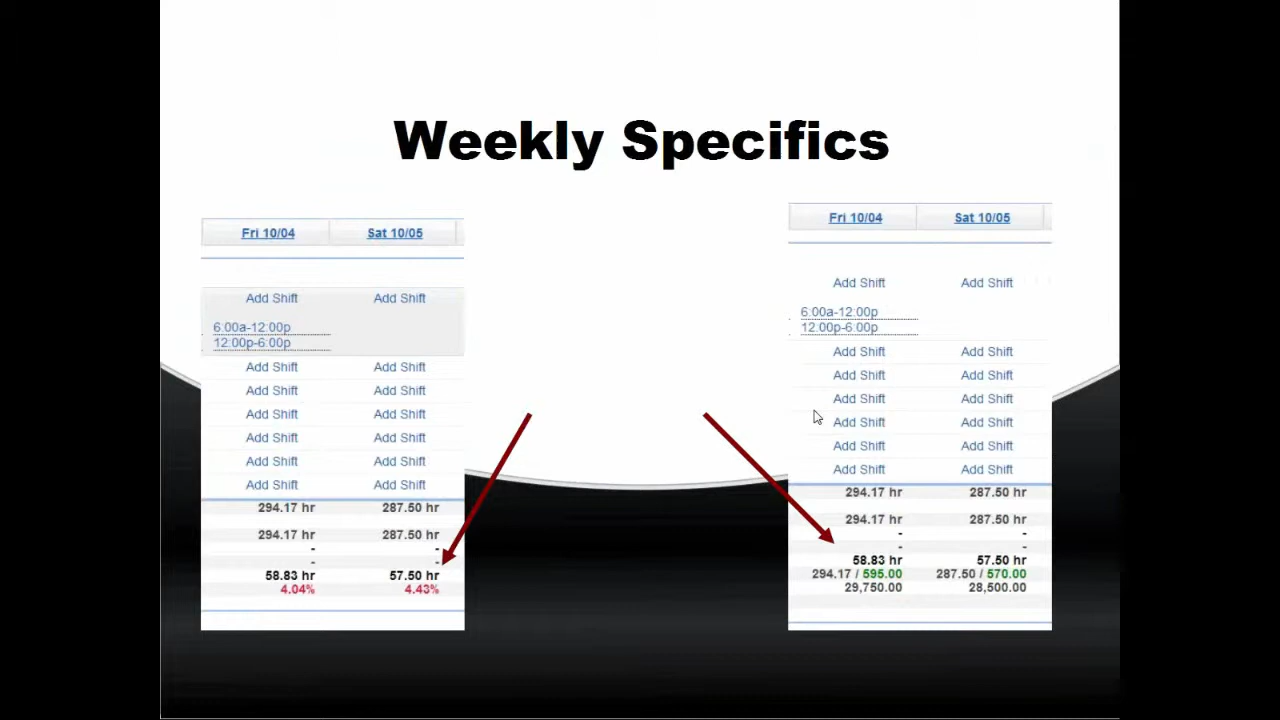 Weekly Specifics
Fri 10/04 Sat 10/05
Add Shift Add Shift
6:00a-12:00p
12:00p-6:00p
Add Shift Add Shift
Add Shift Add Shift
Add Shift Add Shift
Add Shift Add Shift
Add Shift Add Shift
Add Shift Add Shift
294.17 hr 287.50 hr
294.17 hr 287.50 hr
- -
- -
58.83 hr 57.50 hr
4.04% 4.43%
Fri 10/04 Sat 10/05
Add Shift Add Shift
6:00a-12:00p
12:00p-6:00p
Add Shift Add Shift
Add Shift Add Shift
Add Shift Add Shift
Add Shift Add Shift
Add Shift Add Shift
Add Shift Add Shift
294.17 hr 287.50 hr
294.17 hr 287.50 hr
- -
- -
58.83 hr 57.50 hr
294.17 / 595.00 287.50 / 570.00
29,750.00 28,500.00